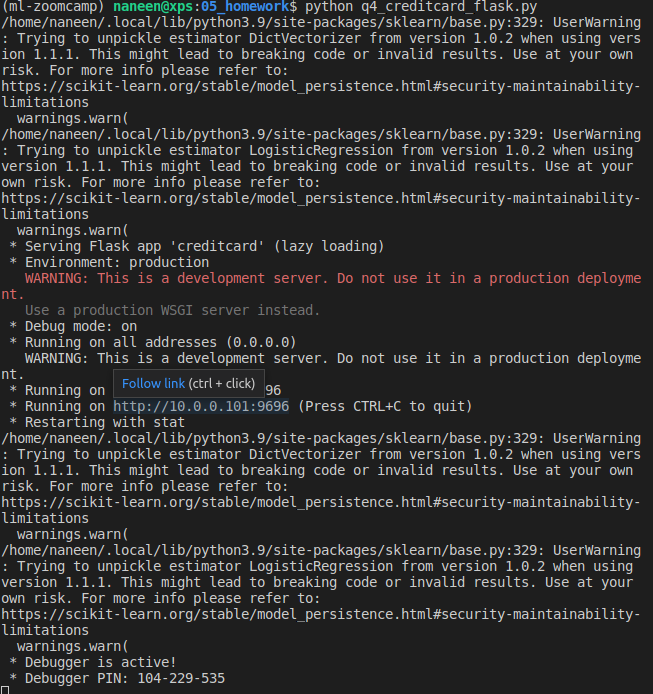 (ml-zoomcamp) naneen@xps:05_homework$ python q4_creditcard_flask.py
/home/naneen/.local/lib/python3.9/site-packages/sklearn/base.py:329: UserWarning
: Trying to unpickle estimator DictVectorizer from version 1.0.2 when using vers
ion 1.1.1. This might lead to breaking code or invalid results. Use at your own
risk. For more info please refer to:
https://scikit-learn.org/stable/model_persistence.html#security-maintainability-
limitations
  warnings.warn(
/home/naneen/.local/lib/python3.9/site-packages/sklearn/base.py:329: UserWarning
: Trying to unpickle estimator LogisticRegression from version 1.0.2 when using
version 1.1.1. This might lead to breaking code or invalid results. Use at your
own risk. For more info please refer to:
https://scikit-learn.org/stable/model_persistence.html#security-maintainability-
limitations
  warnings.warn(
 * Serving Flask app 'creditcard' (lazy loading)
 * Environment: production
   WARNING: This is a development server. Do not use it in a production deployme
nt.
   Use a production WSGI server instead.
 * Debug mode: on
 * Running on all addresses (0.0.0.0)
   WARNING: This is a development server. Do not use it in a production deployme
nt.
 * Running on Follow link (ctrl + click) 96
 * Running on http://10.0.0.101:9696 (Press CTRL+C to quit)
 * Restarting with stat
/home/naneen/.local/lib/python3.9/site-packages/sklearn/base.py:329: UserWarning
: Trying to unpickle estimator DictVectorizer from version 1.0.2 when using vers
ion 1.1.1. This might lead to breaking code or invalid results. Use at your own
risk. For more info please refer to:
https://scikit-learn.org/stable/model_persistence.html#security-maintainability-
limitations
  warnings.warn(
/home/naneen/.local/lib/python3.9/site-packages/sklearn/base.py:329: UserWarning
: Trying to unpickle estimator LogisticRegression from version 1.0.2 when using
version 1.1.1. This might lead to breaking code or invalid results. Use at your
own risk. For more info please refer to:
https://scikit-learn.org/stable/model_persistence.html#security-maintainability-
limitations
  warnings.warn(
 * Debugger is active!
 * Debugger PIN: 104-229-535